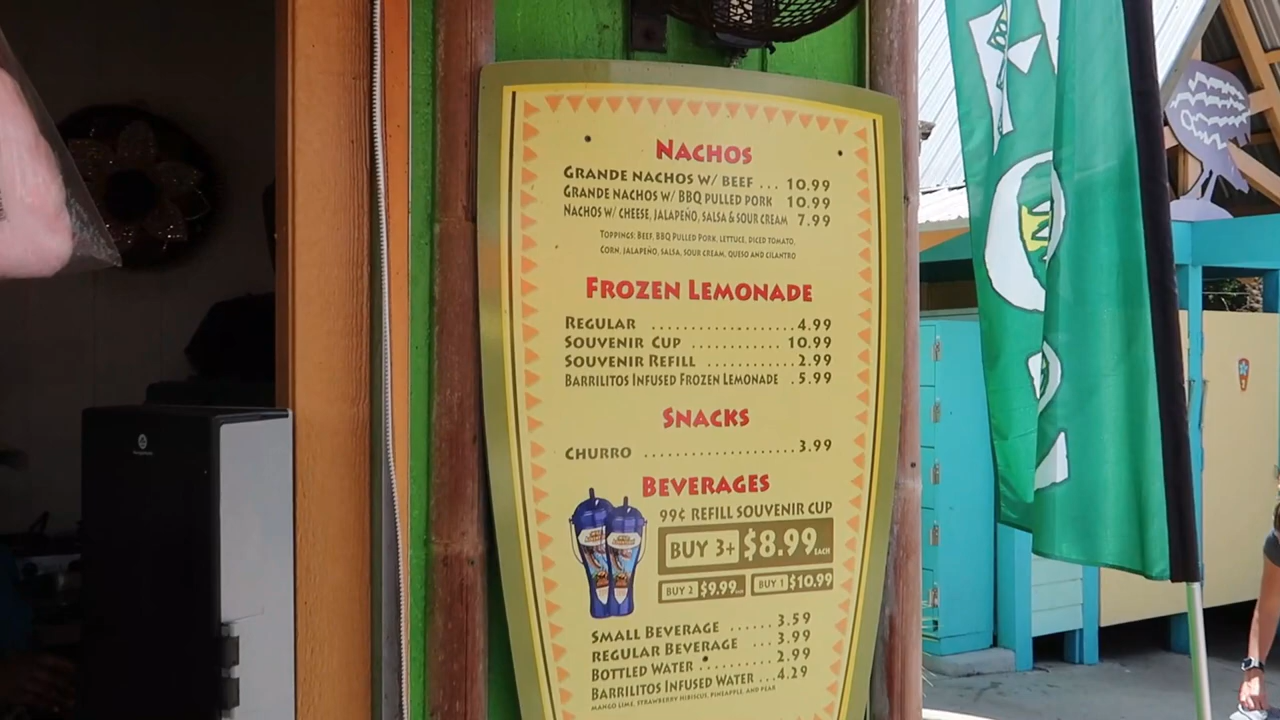 NACHOS
GRANDE NACHOS W/ BEEF ... 10.99
GRANDE NACHOS W/ BBQ PULLED PORK 10.99
NACHOS W/ CHEESE, JALAPEÑO, SALSA & SOUR CREAM 7.99
TOPPINGS: BEEF, BBQ PULLED PORK, LETTUCE, DICED TOMATO,
CORN, JALAPEÑO, SALSA, SOUR CREAM, QUESO AND CILANTRO
FROZEN LEMONADE
REGULAR ................. 4.99
SOUVENIR CUP ........... 10.99
SOUVENIR REFILL ............ 2.99
BARRILITOS INFUSED FROZEN LEMONADE . 5.99
SNACKS
CHURRO .................. 3.99
BEVERAGES
99¢ REFILL SOUVENIR CUP
BUY 3+ $8.99 EACH
BUY 2 $9.99 BUY 1 $10.99
SMALL BEVERAGE ...... 3.59
REGULAR BEVERAGE .... 3.99
BOTTLED WATER .......... 2.99
BARRILITOS INFUSED WATER ... 4.29
MANGO LIME, STRAWBERRY HIBISCUS, PINEAPPLE, AND PEAR